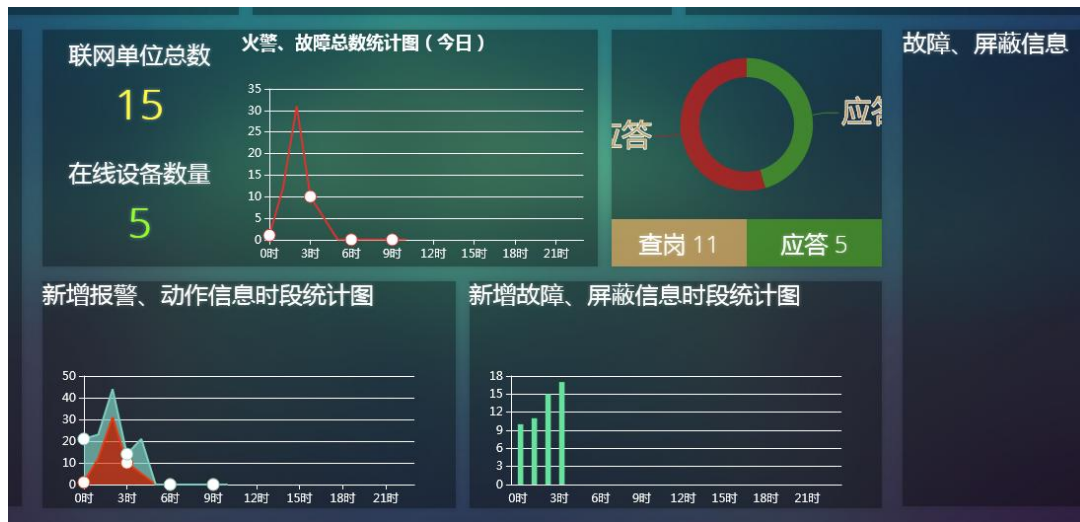 联网单位总数
15
在线设备数量
5
火警、故障总数统计图 ( 今日 )
35
30
25
20
15
10
5
0
0时 3时 6时 9时 12时 15时 18时 21时
应答
查岗 11
应答 5
故障、屏蔽信息
新增报警、动作信息时段统计图
50
40
30
20
10
0
0时 3时 6时 9时 12时 15时 18时 21时
新增故障、屏蔽信息时段统计图
18
15
12
9
6
3
0
0时 3时 6时 9时 12时 15时 18时 21时